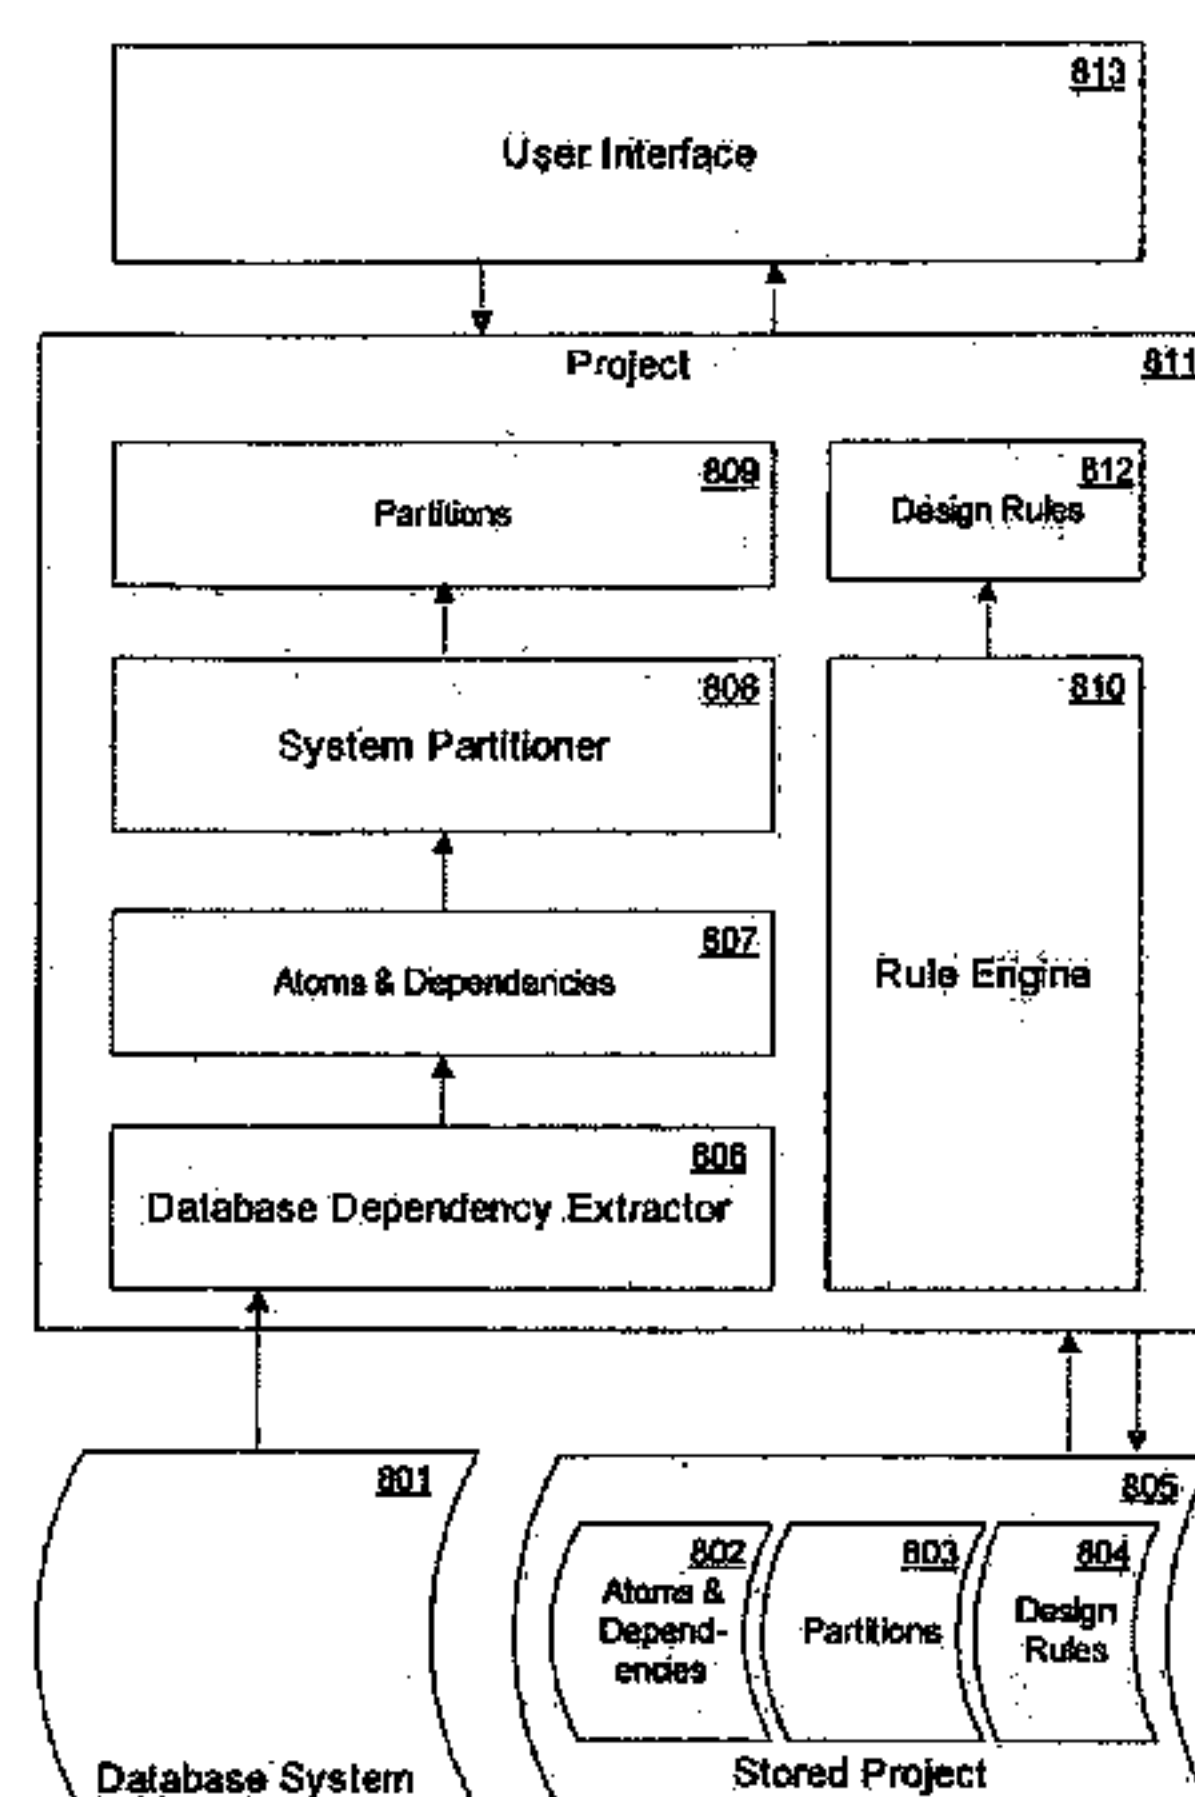 813
User Interface
Project
811
809
Partitions
812
Design Rules
808
System Partitioner
810
Rule Engine
807
Atoms & Dependencies
806
Database Dependency Extractor
801
Database System
805
802
Atoms &
Depend-
encies
803
Partitions
804
Design
Rules
Stored Project